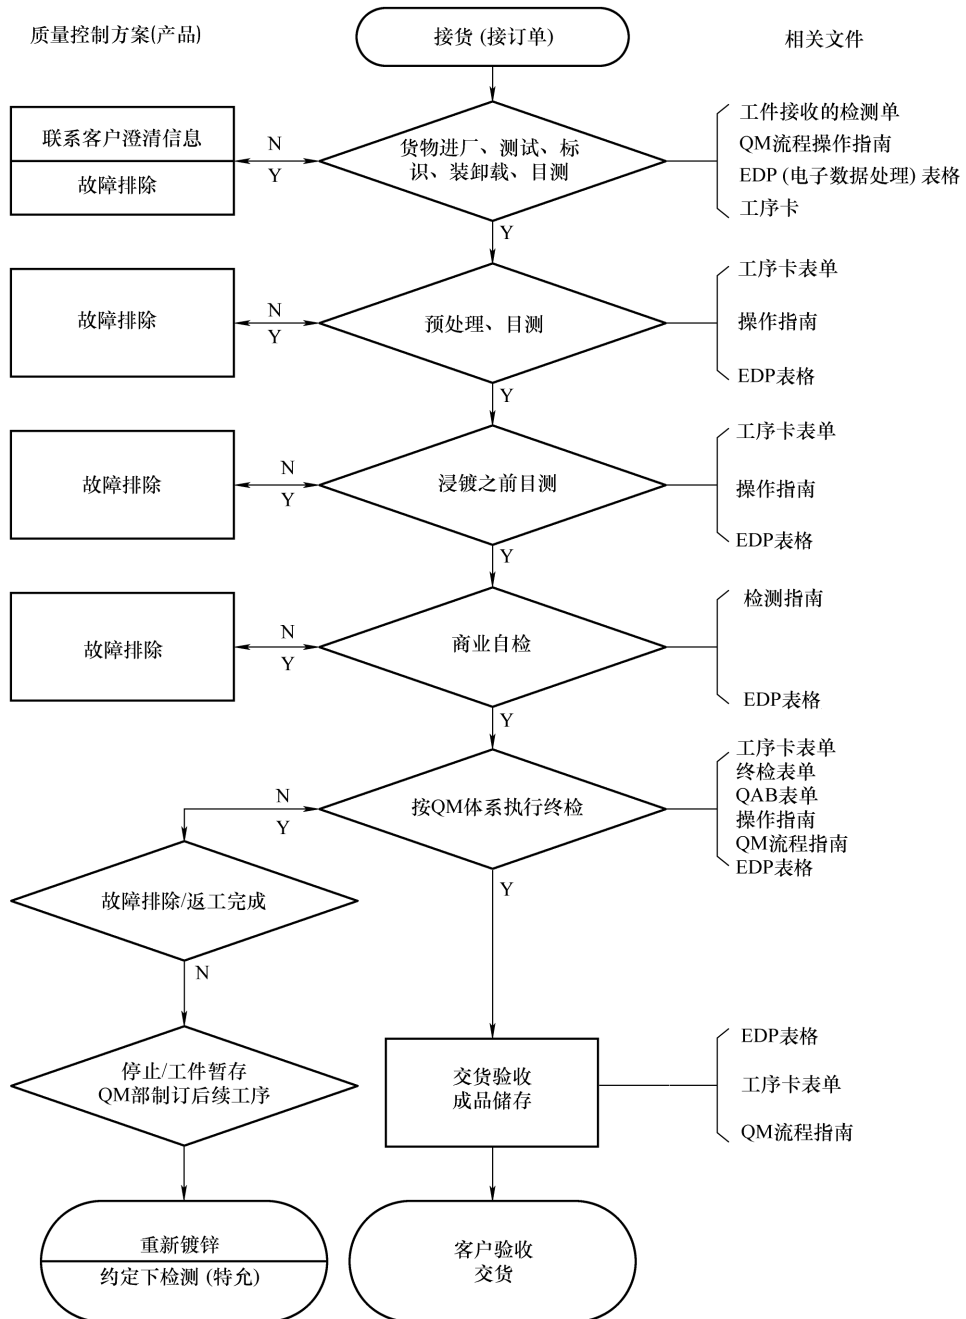 质量控制方案(产品)
接货 (接订单)
相关文件
联系客户澄清信息
故障排除
N
Y
货物进厂、测试、标
识、装卸载、目测
工件接收的检测单
QM流程操作指南
EDP (电子数据处理) 表格
工序卡
Y
故障排除
N
Y
预处理、目测
工序卡表单
操作指南
EDP表格
Y
故障排除
N
Y
浸镀之前目测
工序卡表单
操作指南
EDP表格
Y
故障排除
N
Y
商业自检
检测指南
EDP表格
Y
N
Y
按QM体系执行终检
工序卡表单
终检表单
QAB表单
操作指南
QM流程指南
EDP表格
Y
故障排除/返工完成
N
停止/工件暂存
QM部制订后续工序
交货验收
成品储存
EDP表格
工序卡表单
QM流程指南
重新镀锌
约定下检测 (特允)
客户验收
交货